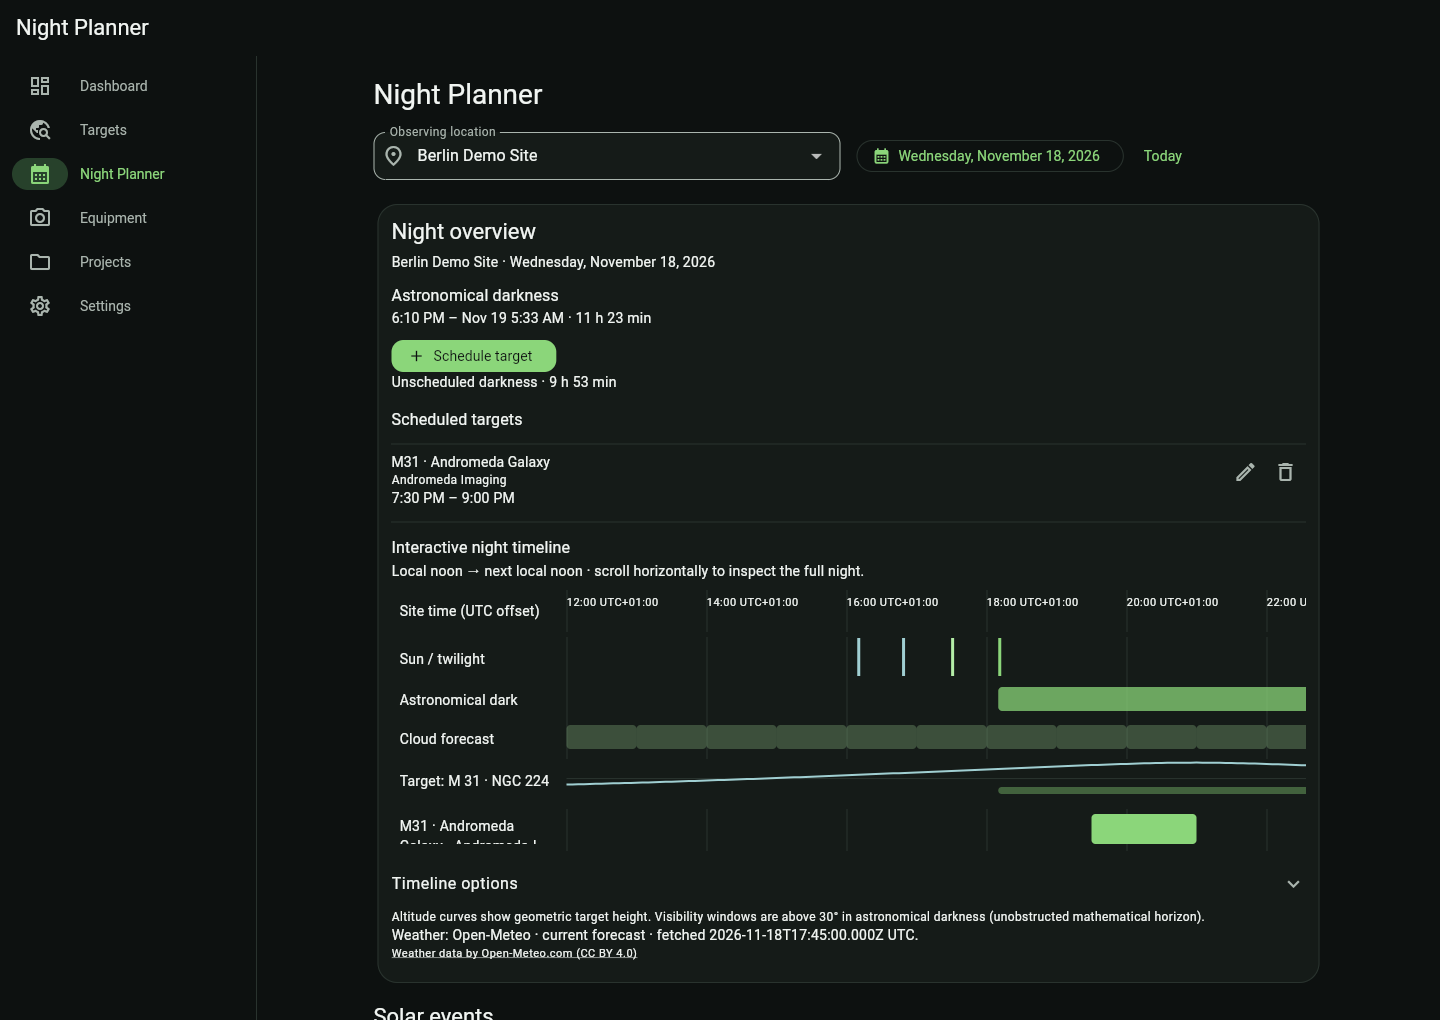 Night Planner
Dashboard
Targets
Night Planner
Equipment
Projects
Settings
Night Planner
Observing location
Berlin Demo Site
Wednesday, November 18, 2026
Today
Night overview
Berlin Demo Site · Wednesday, November 18, 2026
Astronomical darkness
6:10 PM – Nov 19 5:33 AM · 11 h 23 min
+ Schedule target
Unscheduled darkness · 9 h 53 min
Scheduled targets
M31 · Andromeda Galaxy
Andromeda Imaging
7:30 PM – 9:00 PM
Interactive night timeline
Local noon → next local noon · scroll horizontally to inspect the full night.
Site time (UTC offset)
12:00 UTC+01:00
14:00 UTC+01:00
16:00 UTC+01:00
18:00 UTC+01:00
20:00 UTC+01:00
22:00 U
Sun / twilight
Astronomical dark
Cloud forecast
Target: M 31 · NGC 224
M31 · Andromeda
Timeline options
Altitude curves show geometric target height. Visibility windows are above 30° in astronomical darkness (unobstructed mathematical horizon).
Weather: Open-Meteo · current forecast · fetched 2026-11-18T17:45:00.000Z UTC.
Weather data by Open-Meteo.com (CC BY 4.0)
Solar events